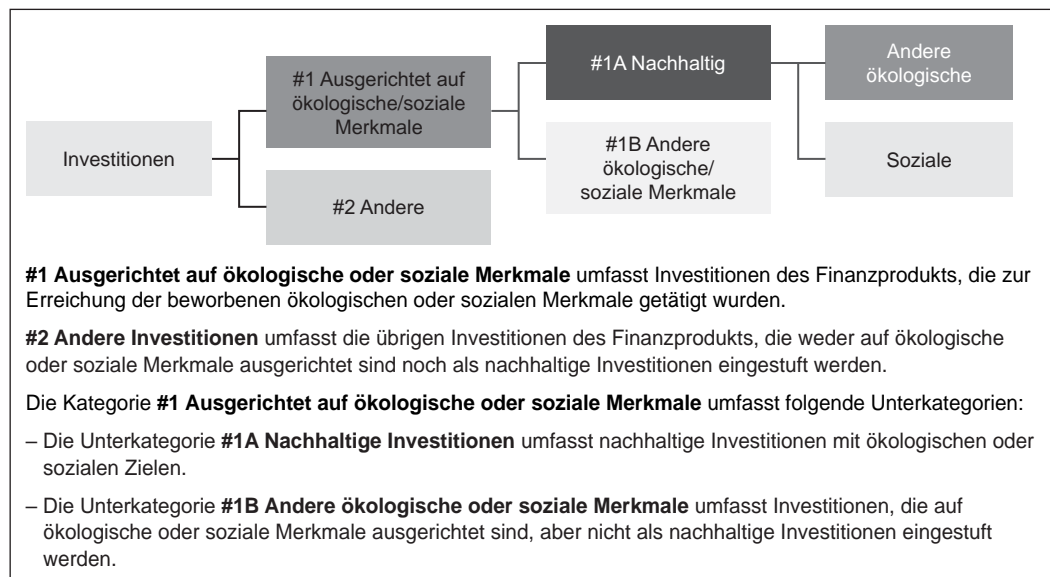 Investitionen
#1 Ausgerichtet auf
ökologische/soziale
Merkmale
#2 Andere
#1A Nachhaltig
#1B Andere
ökologische/
soziale Merkmale
Andere
ökologische
Soziale
#1 Ausgerichtet auf ökologische oder soziale Merkmale umfasst Investitionen des Finanzprodukts, die zur
Erreichung der beworbenen ökologischen oder sozialen Merkmale getätigt wurden.
#2 Andere Investitionen umfasst die übrigen Investitionen des Finanzprodukts, die weder auf ökologische
oder soziale Merkmale ausgerichtet sind noch als nachhaltige Investitionen eingestuft werden.
Die Kategorie #1 Ausgerichtet auf ökologische oder soziale Merkmale umfasst folgende Unterkategorien:
– Die Unterkategorie #1A Nachhaltige Investitionen umfasst nachhaltige Investitionen mit ökologischen oder
sozialen Zielen.
– Die Unterkategorie #1B Andere ökologische oder soziale Merkmale umfasst Investitionen, die auf
ökologische oder soziale Merkmale ausgerichtet sind, aber nicht als nachhaltige Investitionen eingestuft
werden.